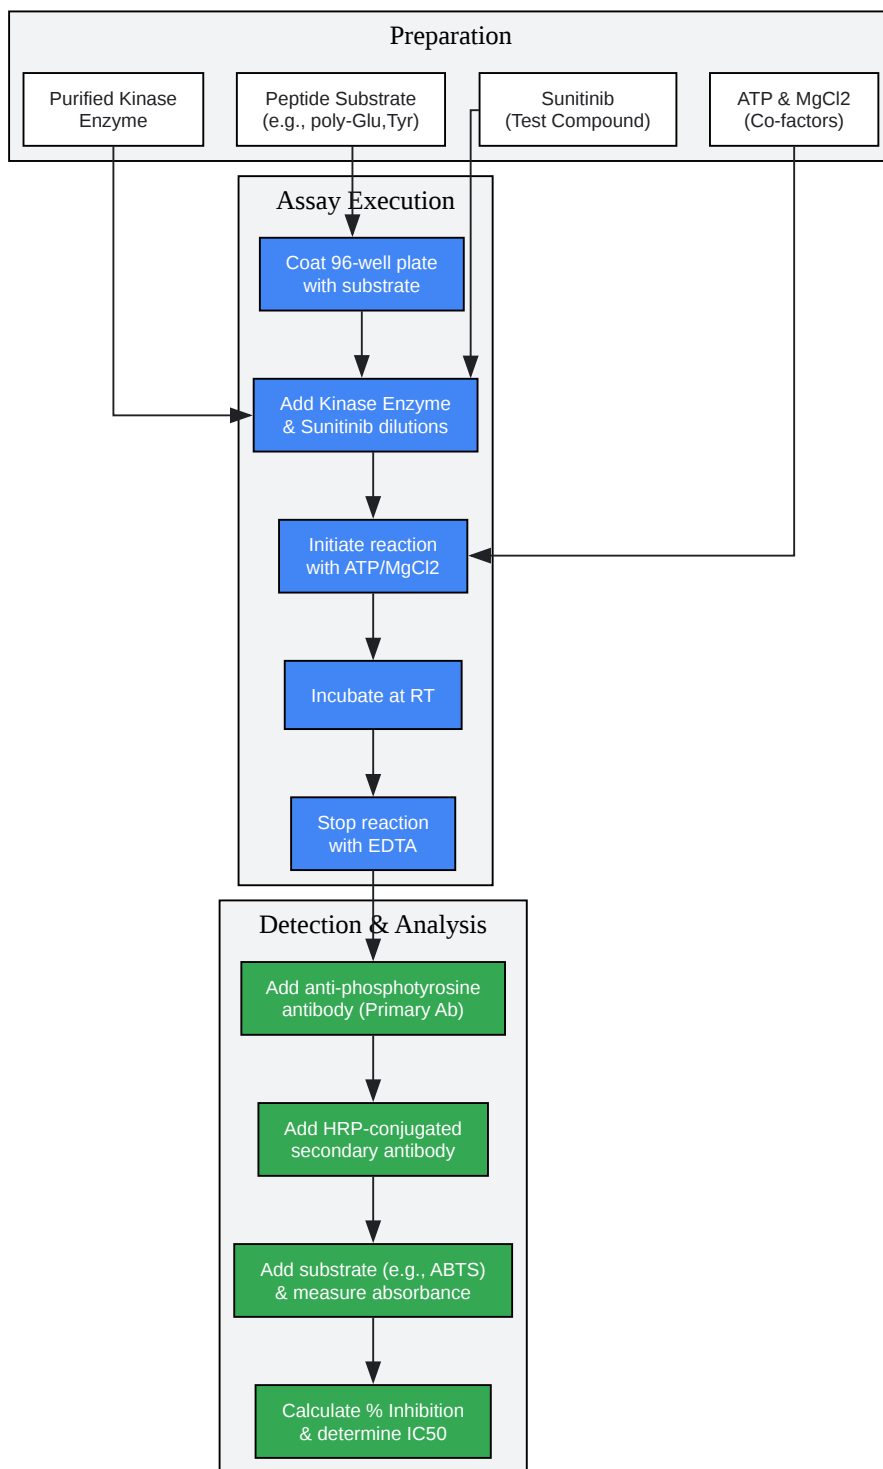 Preparation
Purified Kinase
Enzyme
Peptide Substrate
(e.g., poly-Glu,Tyr)
Sunitinib
(Test Compound)
ATP & MgCl2
(Co-factors)
Assay Execution
Coat 96-well plate
with substrate
Add Kinase Enzyme
& Sunitinib dilutions
Initiate reaction
with ATP/MgCl2
Incubate at RT
Stop reaction
with EDTA
Detection & Analysis
Add anti-phosphotyrosine
antibody (Primary Ab)
Add HRP-conjugated
secondary antibody
Add substrate (e.g., ABTS)
& measure absorbance
Calculate % Inhibition
& determine IC50